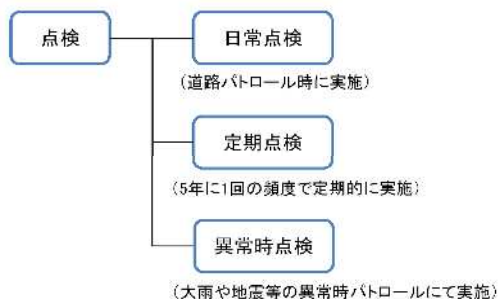 点検
日常点検
(道路パトロール時に実施)
定期点検
(5年に1回の頻度で定期的に実施)
異常時点検
(大雨や地震等の異常時パトロールにて実施)